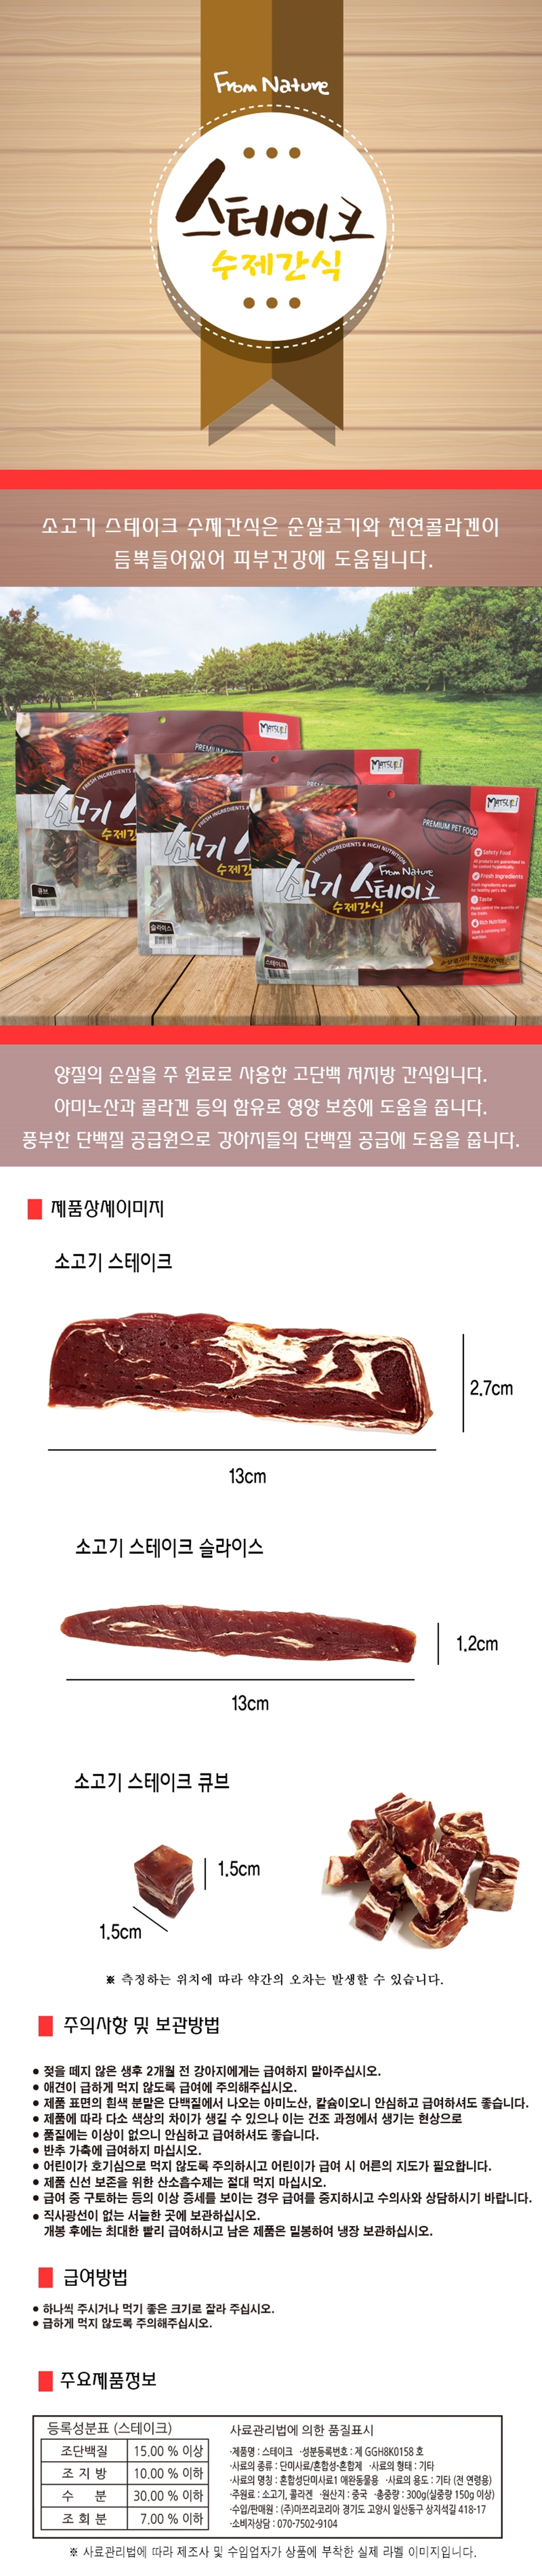 From Nature
스테이크
수제간식
소고기 스테이크 수제간식은 순살코기와 천연콜라겐이
듬뿍들어있어 피부건강에 도움됩니다.
MATSULI
PREMIUM
FRESH INGREDIENTS &
소고기 스
수제간
큐브
MATSULI
FRESH INGREDIENTS &
소고기 스
수제간
슬라이스
MATSULI
PREMIUM PET FOOD
FRESH INGREDIENTS & HIGH NUTRITION
From Nature
소고기 스테이크
수제간식
Safety Food
Fresh Ingredients
Taste
Rich Nutrition
스테이크
양질의 순살을 주 원료로 사용한 고단백 저지방 간식입니다.
아미노산과 콜라겐 등의 함유로 영양 보충에 도움을 줍니다.
풍부한 단백질 공급원으로 강아지들의 단백질 공급에 도움을 줍니다.
제품상세이미지
소고기 스테이크
2.7cm
13cm
소고기 스테이크 슬라이스
1.2cm
13cm
소고기 스테이크 큐브
1.5cm
1.5cm
※ 측정하는 위치에 따라 약간의 오차는 발생할 수 있습니다.
주의사항 및 보관방법
● 젖을 떼지 않은 생후 2개월 전 강아지에게는 급여하지 말아주십시오.
● 애견이 급하게 먹지 않도록 급여에 주의해주십시오.
● 제품 표면의 흰색 분말은 단백질에서 나오는 아미노산, 칼슘이오니 안심하고 급여하셔도 좋습니다.
● 제품에 따라 다소 색상의 차이가 생길 수 있으나 이는 건조 과정에서 생기는 현상으로
● 품질에는 이상이 없으니 안심하고 급여하셔도 좋습니다.
● 반추 가축에 급여하지 마십시오.
● 어린이가 호기심으로 먹지 않도록 주의하시고 어린이가 급여 시 어른의 지도가 필요합니다.
● 제품 신선 보존을 위한 산소흡수제는 절대 먹지 마십시오.
● 급여 중 구토하는 등의 이상 증세를 보이는 경우 급여를 중지하시고 수의사와 상담하시기 바랍니다.
● 직사광선이 없는 서늘한 곳에 보관하십시오.
개봉 후에는 최대한 빨리 급여하시고 남은 제품은 밀봉하여 냉장 보관하십시오.
급여방법
● 하나씩 주시거나 먹기 좋은 크기로 잘라 주십시오.
● 급하게 먹지 않도록 주의해주십시오.
주요제품정보
등록성분표 (스테이크)
조단백질 15.00 % 이상
조 지 방 10.00 % 이하
수 분 30.00 % 이하
조 회 분 7.00 % 이하
사료관리법에 의한 품질표시
·제품명 : 스테이크 ·성분등록번호 : 제 GGH8K0158 호
·사료의 종류 : 단미사료/혼합성·혼합제 ·사료의 형태 : 기타
·사료의 명칭 : 혼합성단미사료1 애완동물용 ·사료의 용도 : 기타 (전 연령용)
·주원료 : 소고기, 콜라겐 ·원산지 : 중국 ·총중량 : 300g(실중량 150g 이상)
·수입/판매원 : (주)마쯔리코리아 경기도 고양시 일산동구 상지석길 418-17
·소비자상담 : 070-7502-9104
※ 사료관리법에 따라 제조사 및 수입업자가 상품에 부착한 실제 라벨 이미지입니다.